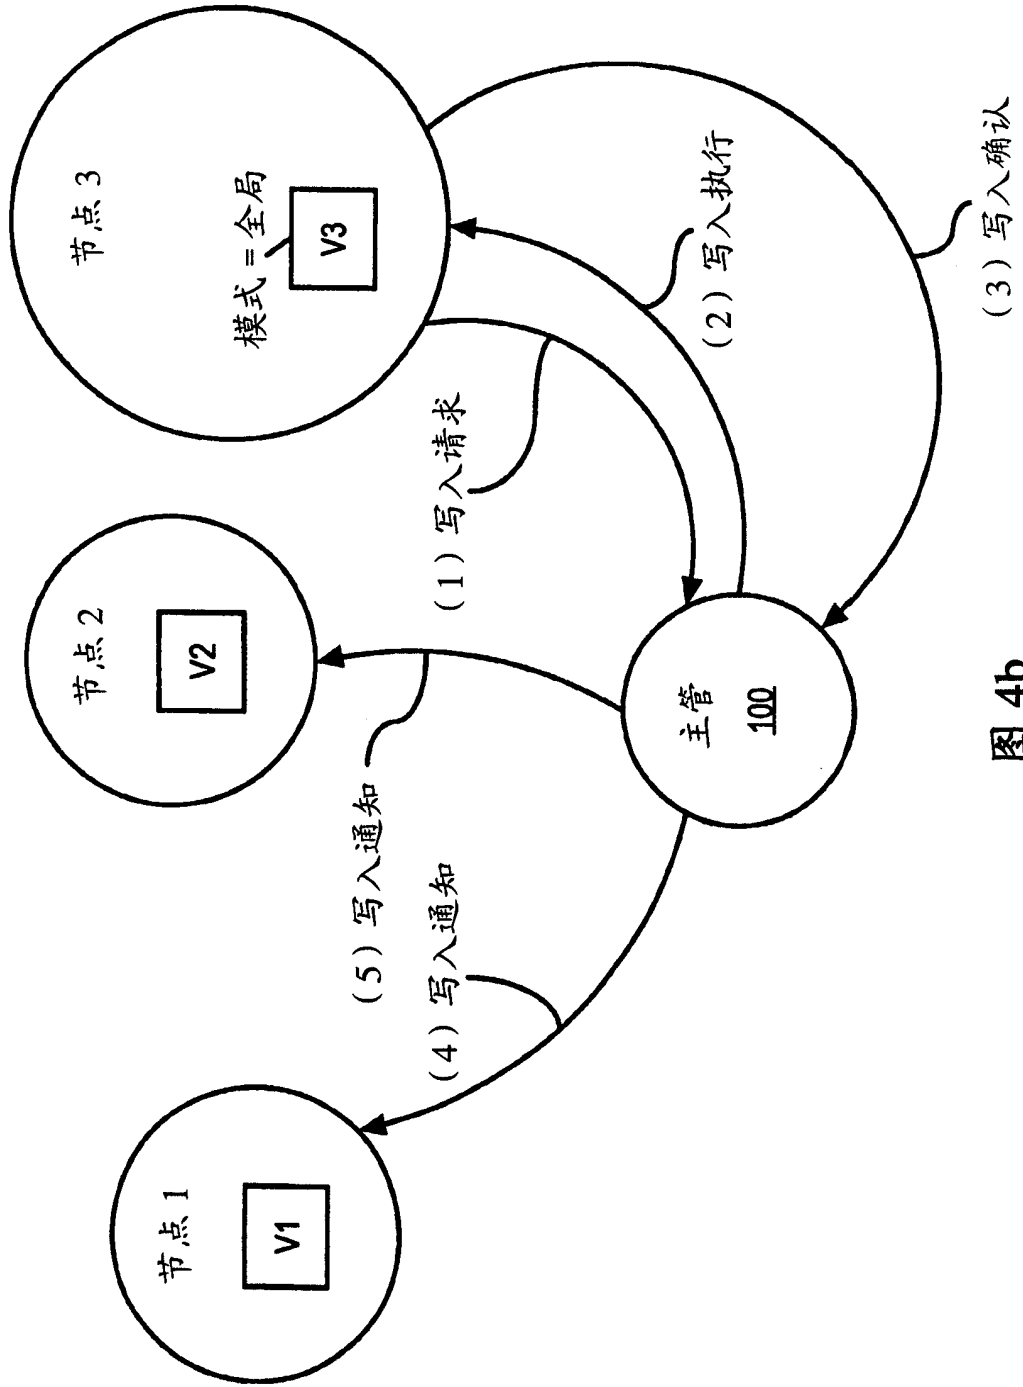 节点1
V1
节点2
V2
节点3
模式=全局
V3
(5)写入通知
(4)写入通知
(1)写入请求
(2)写入执行
(3)写入确认
主管
100
图 4b